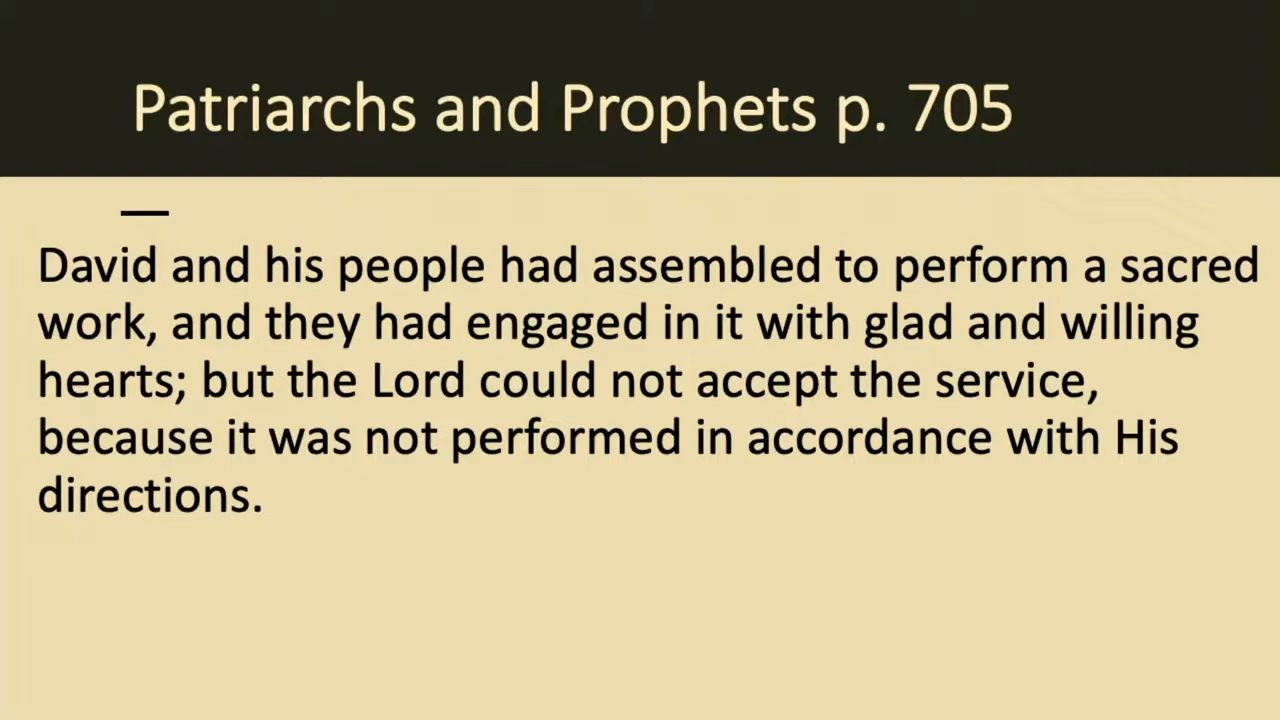 Patriarchs and Prophets p. 705
David and his people had assembled to perform a sacred
work, and they had engaged in it with glad and willing
hearts; but the Lord could not accept the service,
because it was not performed in accordance with His
directions.